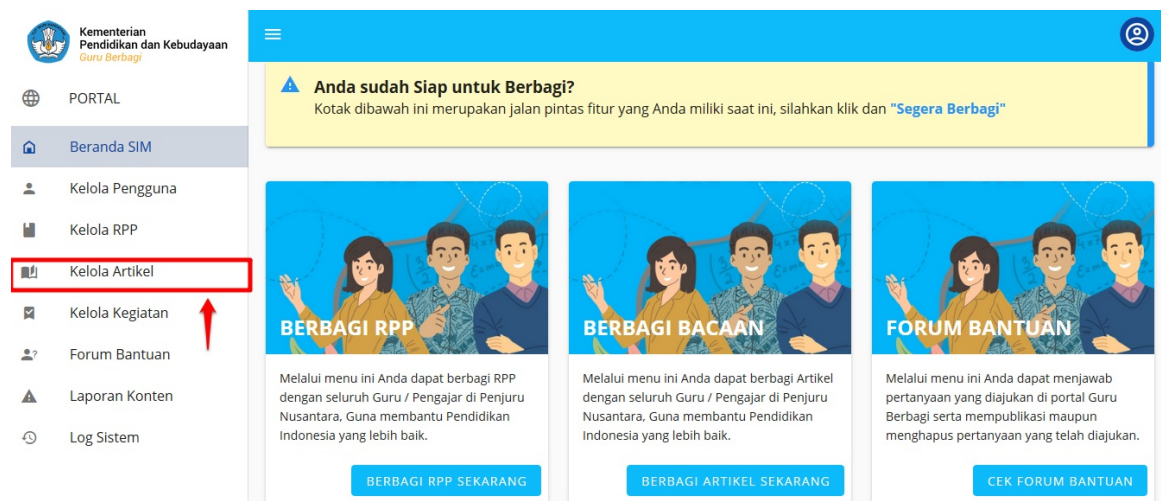 Kementerian
Pendidikan dan Kebudayaan
Guru Berbagi
PORTAL
Beranda SIM
Kelola Pengguna
Kelola RPP
Kelola Artikel
Kelola Kegiatan
Forum Bantuan
Laporan Konten
Log Sistem
Anda sudah Siap untuk Berbagi?
Kotak dibawah ini merupakan jalan pintas fitur yang Anda miliki saat ini, silahkan klik dan "Segera Berbagi"
BERBAGI RPP
Melalui menu ini Anda dapat berbagi RPP
dengan seluruh Guru / Pengajar di Penjuru
Nusantara, Guna membantu Pendidikan
Indonesia yang lebih baik.
BERBAGI RPP SEKARANG
BERBAGI BACAAN
Melalui menu ini Anda dapat berbagi Artikel
dengan seluruh Guru / Pengajar di Penjuru
Nusantara, Guna membantu Pendidikan
Indonesia yang lebih baik.
BERBAGI ARTIKEL SEKARANG
FORUM BANTUAN
Melalui menu ini Anda dapat menjawab
pertanyaan yang diajukan di portal Guru
Berbagi serta mempublikasi maupun
menghapus pertanyaan yang telah diajukan.
CEK FORUM BANTUAN